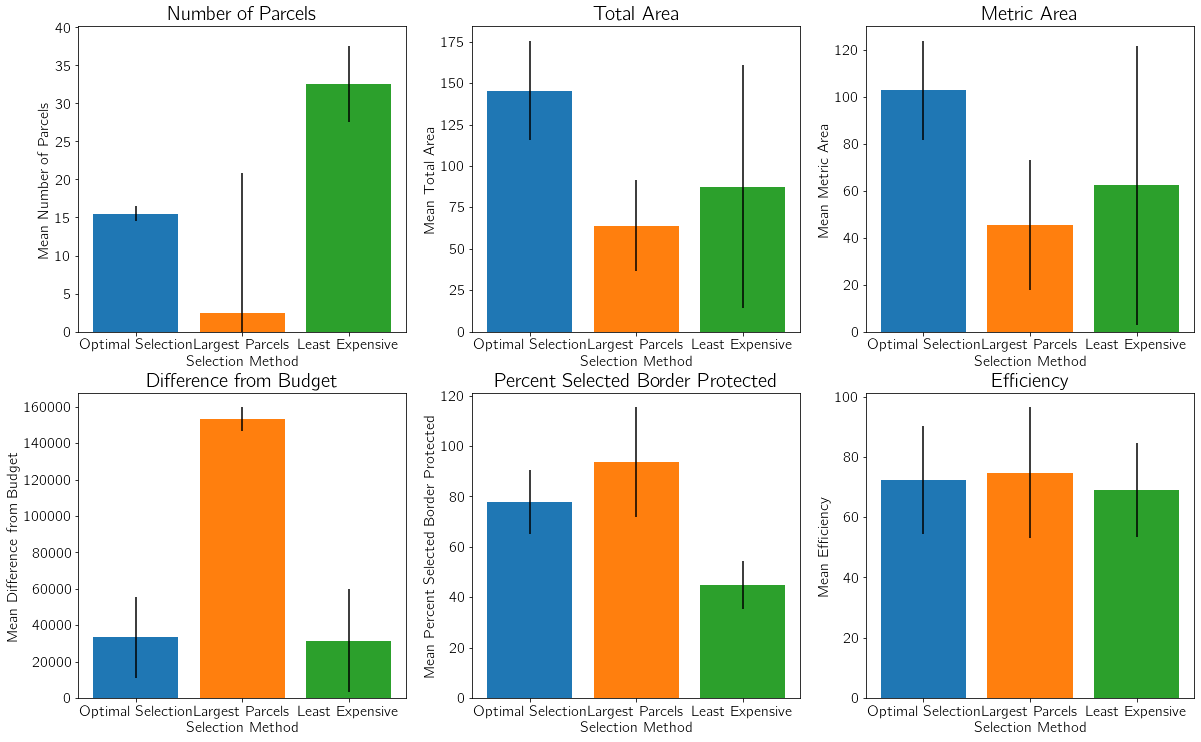 Number of Parcels
Mean Number of Parcels
40
35
30
25
20
15
10
5
0
Optimal Selection Largest Parcels Least Expensive
Selection Method
Total Area
Mean Total Area
175
150
125
100
75
50
25
0
Optimal Selection Largest Parcels Least Expensive
Selection Method
Metric Area
Mean Metric Area
120
100
80
60
40
20
0
Optimal Selection Largest Parcels Least Expensive
Selection Method
Difference from Budget
Mean Difference from Budget
160000
140000
120000
100000
80000
60000
40000
20000
0
Optimal Selection Largest Parcels Least Expensive
Selection Method
Percent Selected Border Protected
Mean Percent Selected Border Protected
120
100
80
60
40
20
0
Optimal Selection Largest Parcels Least Expensive
Selection Method
Efficiency
Mean Efficiency
100
80
60
40
20
0
Optimal Selection Largest Parcels Least Expensive
Selection Method